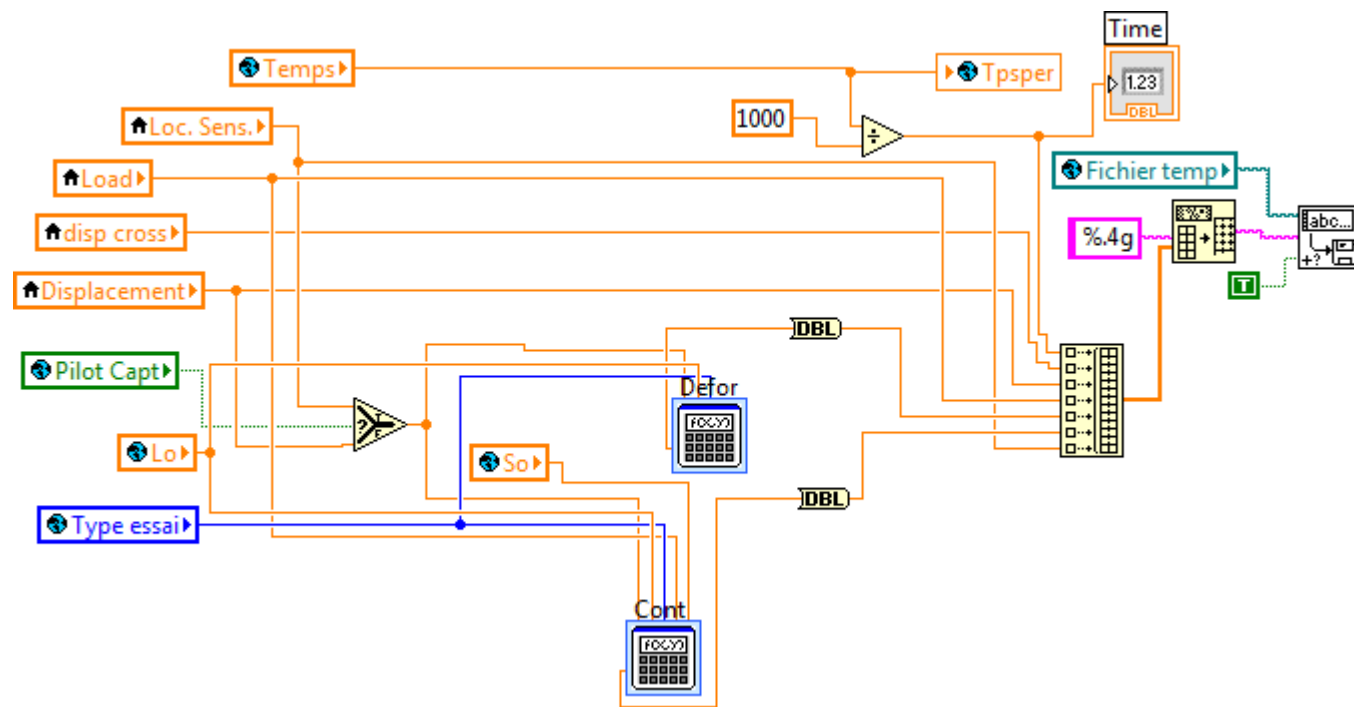 Time
Temps
Tpsper
1.23
DBL
Loc. Sens.
1000
Load
Fichier temp
disp cross
%.4g
abc...
Displacement
T
DBL
Pilot Capt
Defor
Lo
So
DBL
Type essai
Cont